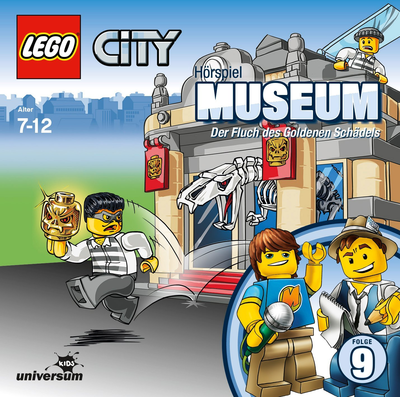 LEGO
CITY
Alter
7-12
Hörspiel
MUSEUM
Der Fluch des Goldenen Schädels
M
FOLGE
9
KIDS
universum